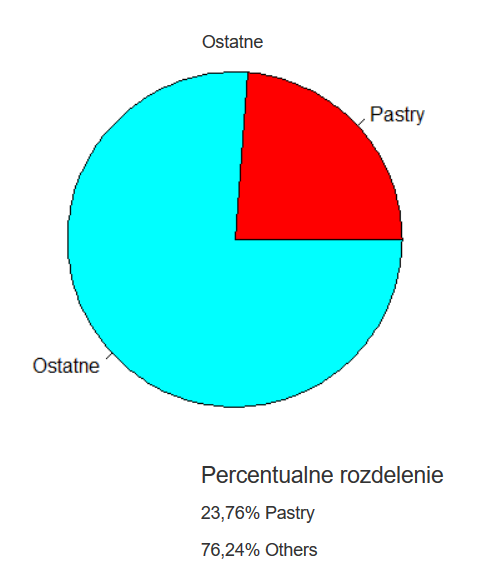 Ostatne
Pastry
Ostatne
Percentualne rozdelenie
23,76% Pastry
76,24% Others